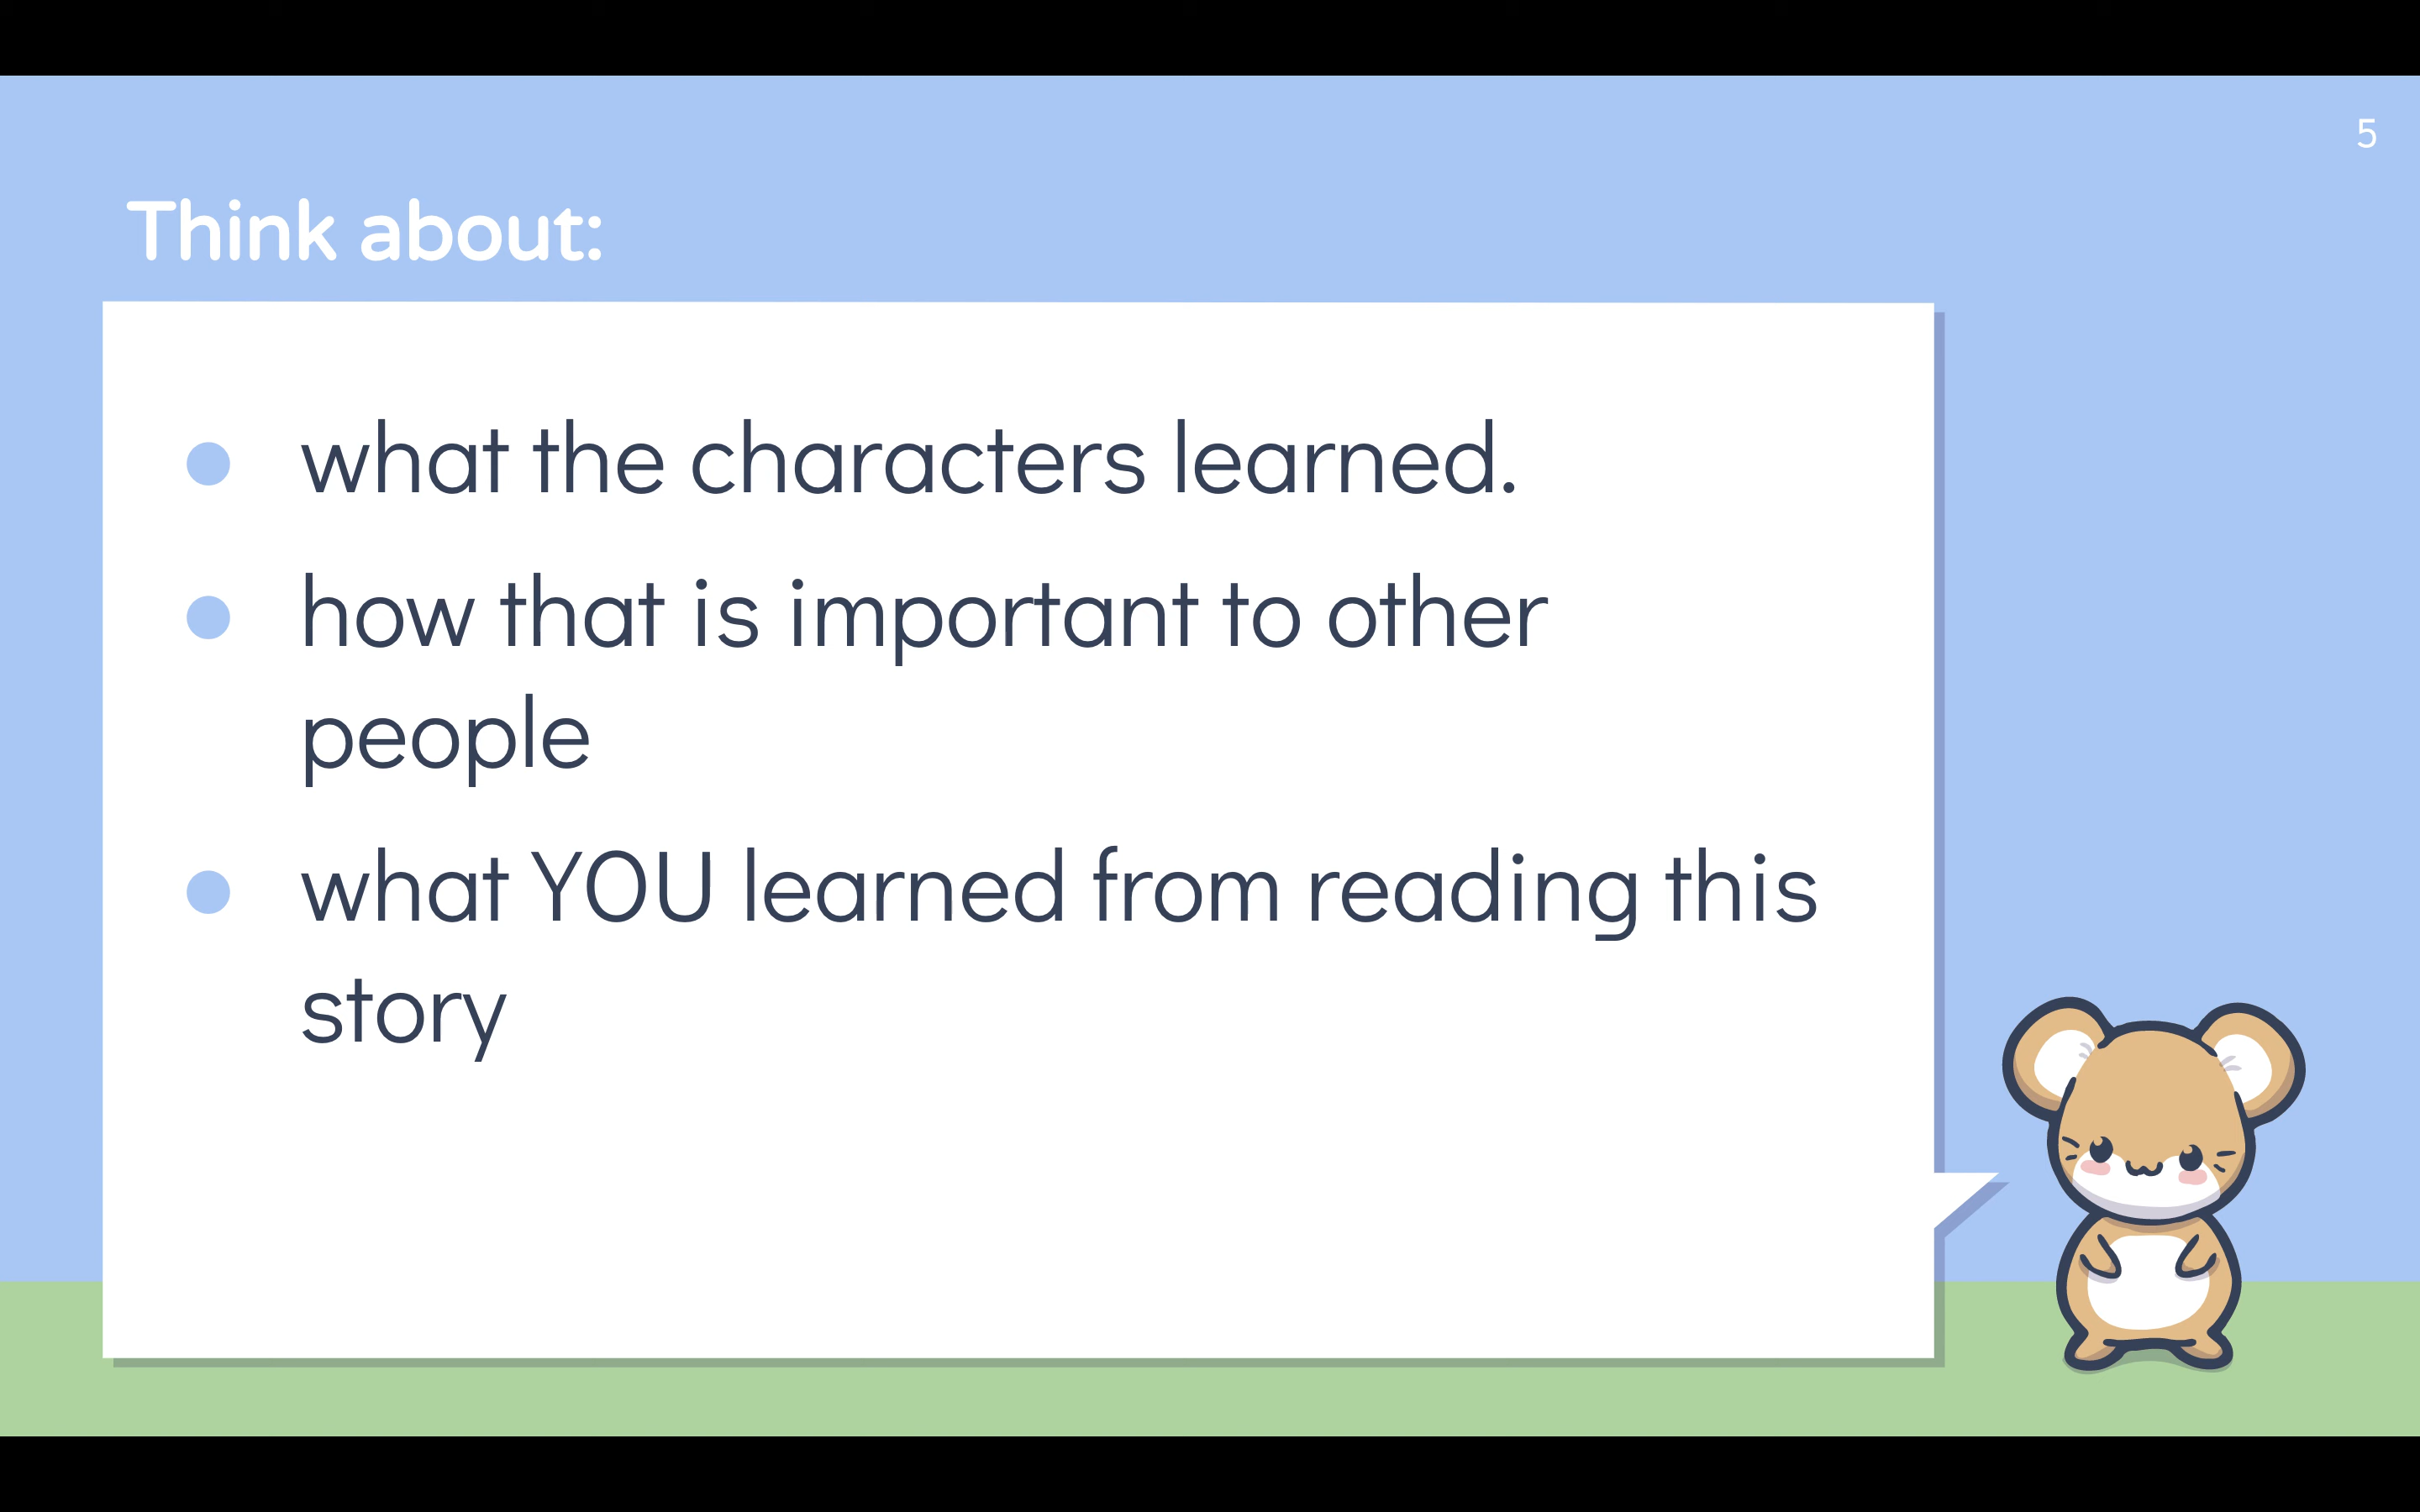 5
Think about:
what the characters learned.
how that is important to other
people
what YOU learned from reading this
story